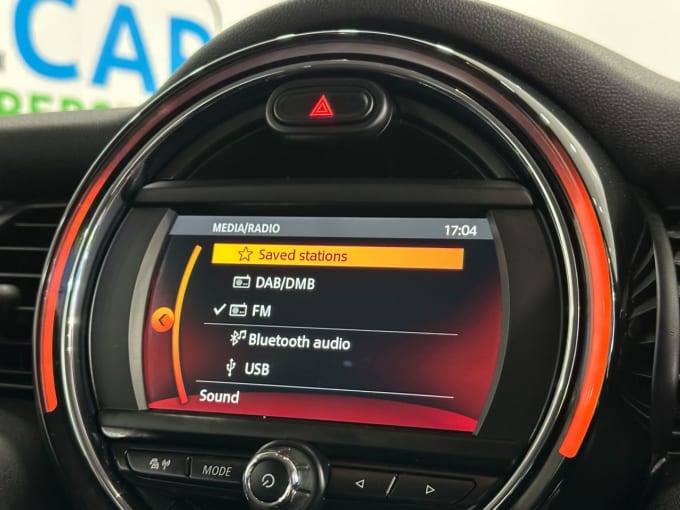 CAR
MEDIA/RADIO 17:04
Saved stations
DAB/DMB
FM
Bluetooth audio
USB
Sound
MODE